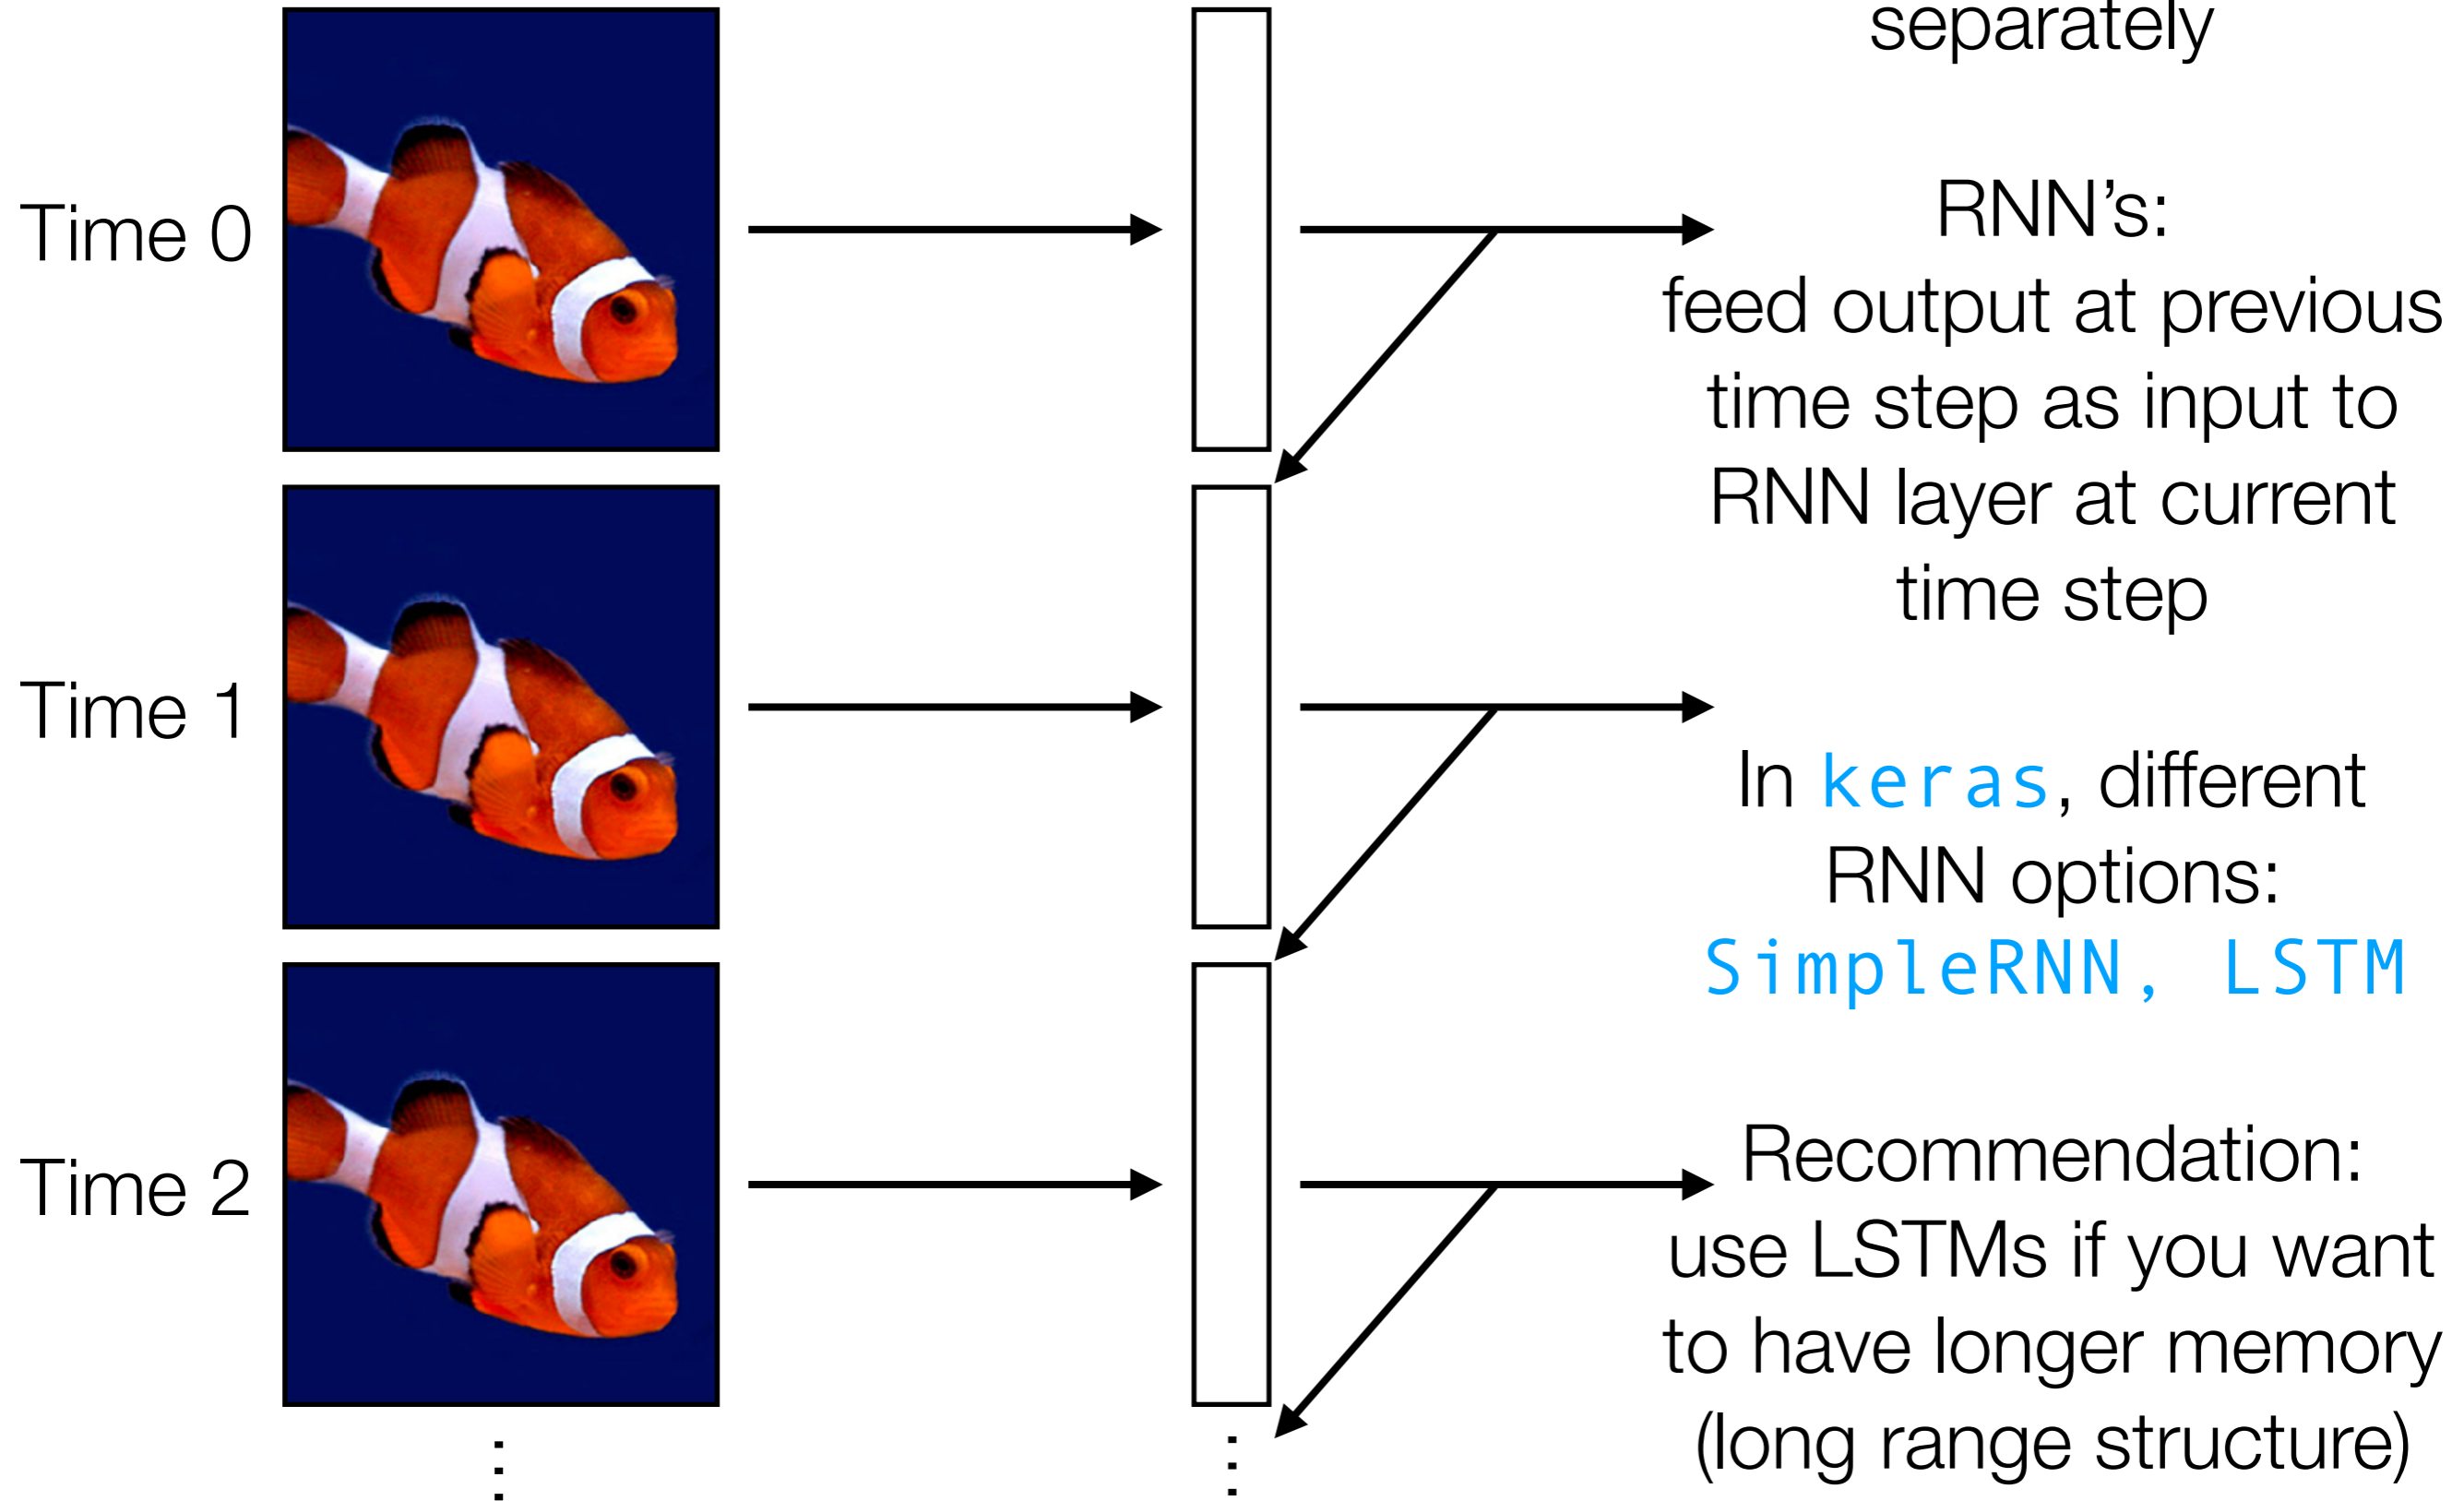 separately
Time 0
RNN’s:
feed output at previous
time step as input to
RNN layer at current
time step
Time 1
In keras, different
RNN options:
SimpleRNN, LSTM
Time 2
Recommendation:
use LSTMs if you want
to have longer memory
(long range structure)